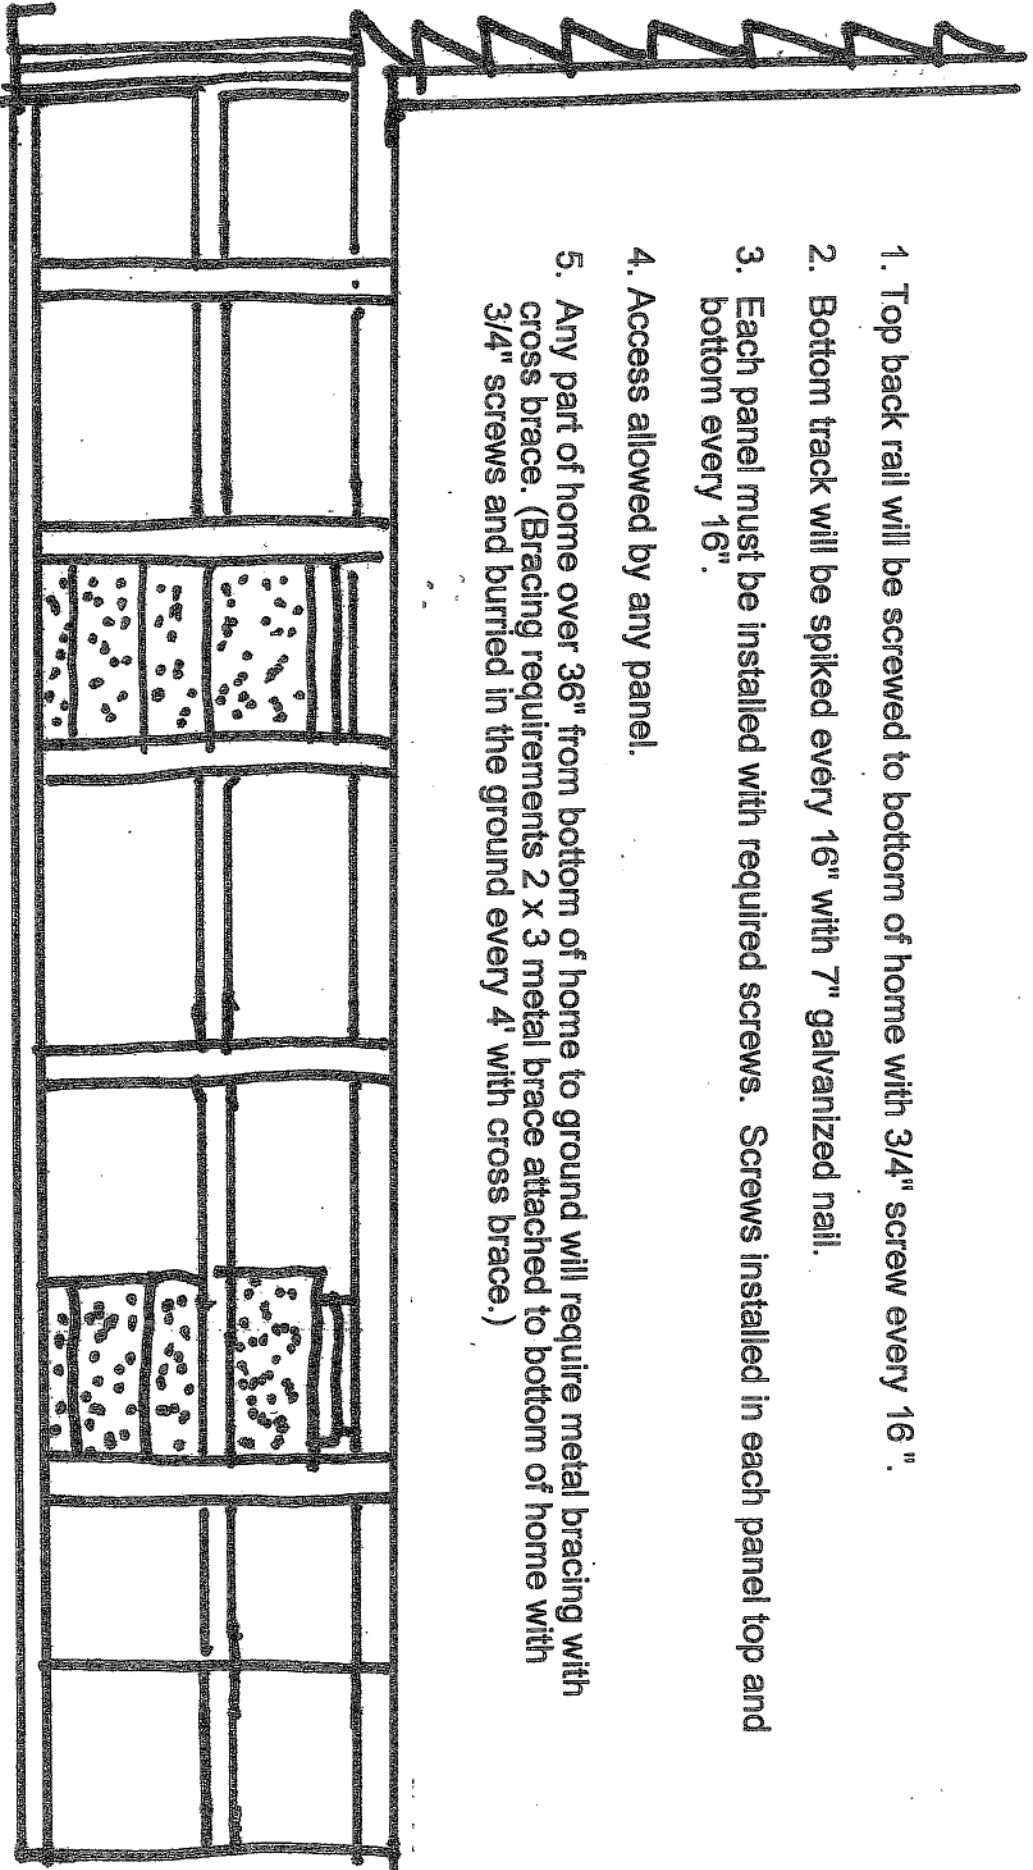 1. Top back rail will be screwed to bottom of home with 3/4" screw every 16 ".
2. Bottom track will be spiked every 16" with 7" galvanized nail.
3. Each panel must be installed with required screws. Screws installed in each panel top and
bottom every 16".
4. Access allowed by any panel.
5. Any part of home over 36" from bottom of home to ground will require metal bracing with
cross brace. (Bracing requirements 2 x 3 metal brace attached to bottom of home with
3/4" screws and burried in the ground every 4' with cross brace.)